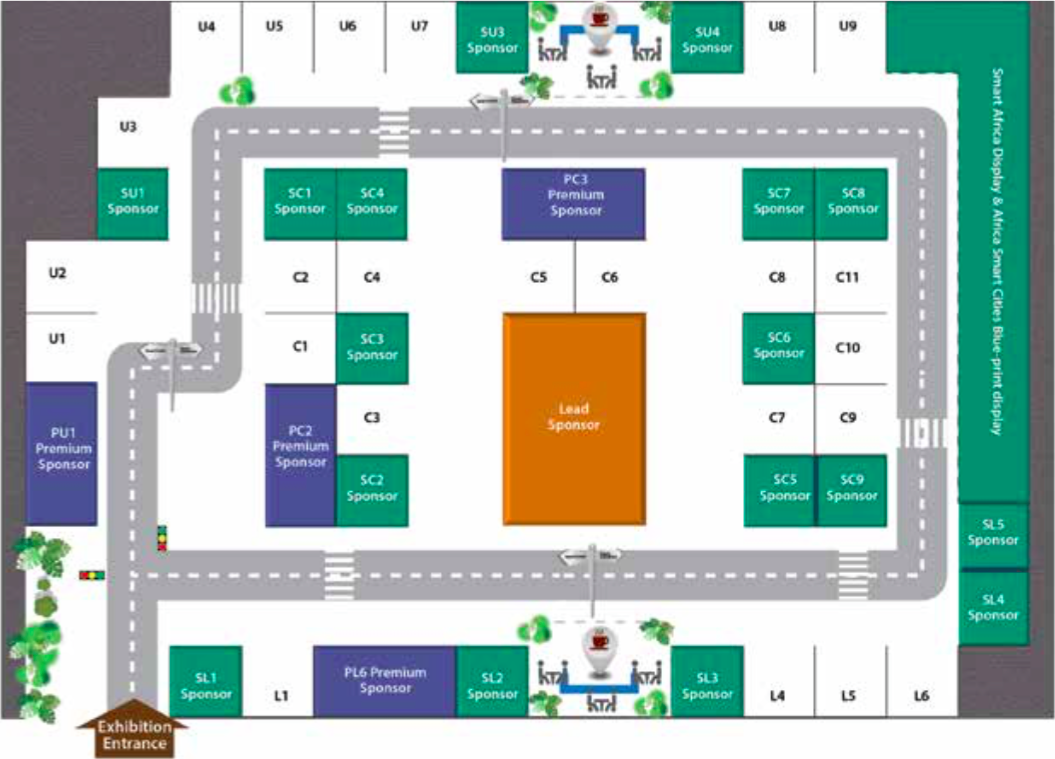 U4
U5
U6
U7
SU3
Sponsor
SU4
Sponsor
U8
U9
U3
SU1
Sponsor
SC1
Sponsor
SC4
Sponsor
PC3
Premium
Sponsor
SC7
Sponsor
SC8
Sponsor
Smart Africa Display & Africa Smart Cities Blue-print display
U2
C2
C4
C5
C6
C8
C11
U1
C1
SC3
Sponsor
SC6
Sponsor
C10
PU1
Premium
Sponsor
PC2
Premium
Sponsor
C3
Lead
Sponsor
C7
C9
SC2
Sponsor
SC5
Sponsor
SC9
Sponsor
SL5
Sponsor
SL4
Sponsor
SL1
Sponsor
L1
PL6 Premium
Sponsor
SL2
Sponsor
SL3
Sponsor
L4
L5
L6
Exhibition
Entrance